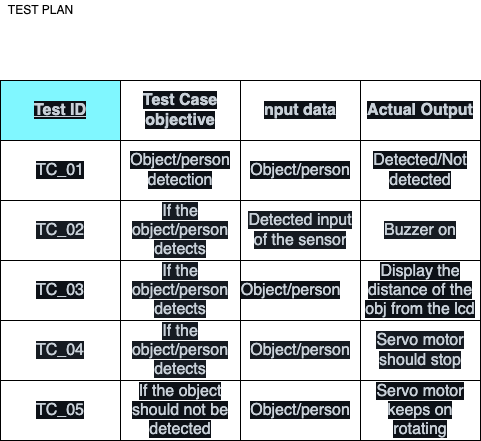 TEST PLAN
Test ID
Test Case
objective
nput data
Actual Output
TC_01
Object/person
detection
Object/person
Detected/Not
detected
TC_02
If the
object/person
detects
Detected input
of the sensor
Buzzer on
TC_03
If the
object/person
detects
Object/person
Display the
distance of the
obj from the lcd
TC_04
If the
object/person
detects
Object/person
Servo motor
should stop
TC_05
If the object
should not be
detected
Object/person
Servo motor
keeps on
rotating